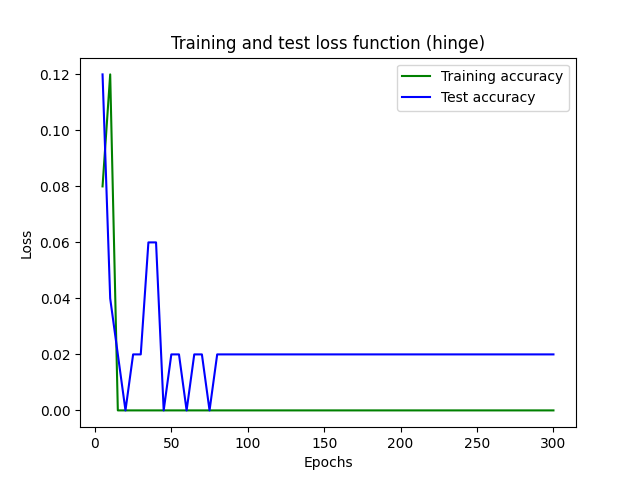 Training and test loss function (hinge)
Training accuracy
Test accuracy
0.12
0.10
0.08
0.06
0.04
0.02
0.00
Loss
0 50 100 150 200 250 300
Epochs